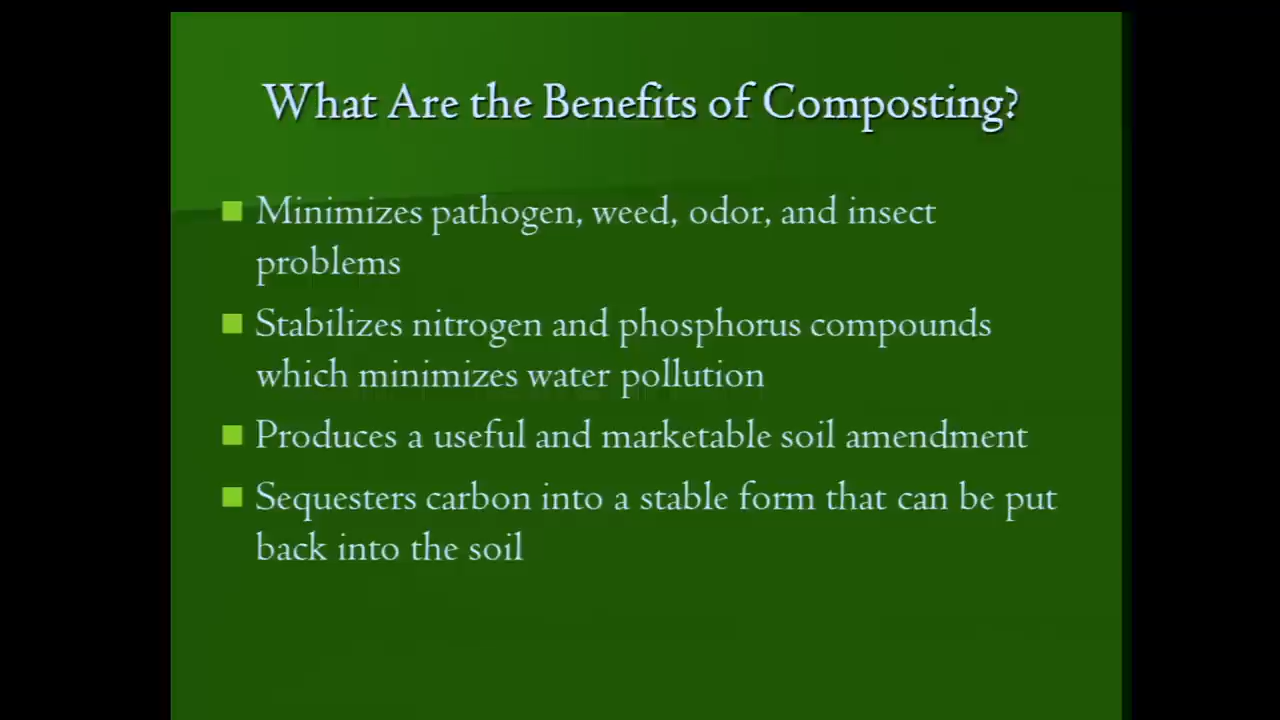 What Are the Benefits of Composting?
Minimizes pathogen, weed, odor, and insect
problems
Stabilizes nitrogen and phosphorus compounds
which minimizes water pollution
Produces a useful and marketable soil amendment
Sequesters carbon into a stable form that can be put
back into the soil